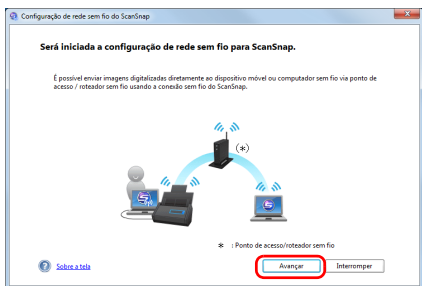 Configuração de rede sem fio do ScanSnap
Será iniciada a configuração de rede sem fio para ScanSnap.
É possível enviar imagens digitalizadas diretamente ao dispositivo móvel ou computador sem fio via ponto de
acesso / roteador sem fio usando a conexão sem fio do ScanSnap.
(*)
* : Ponto de acesso/roteador sem fio
Sobre a tela
Avançar
Interromper